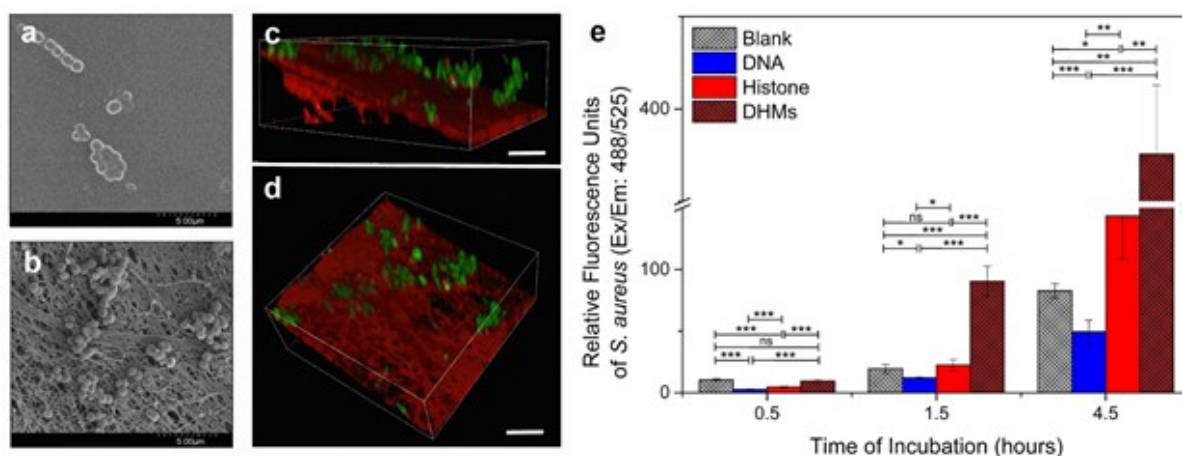 a
5.00µm
b
5.00µm
c
d
e
Relative Fluorescence Units
of S. aureus (Ex/Em: 488/525)
Blank
DNA
Histone
DHMs
400
100
0
***
***
***
ns
***
***
*
ns
***
***
*
***
**
*
**
**
***
***
0.5
1.5
4.5
Time of Incubation (hours)